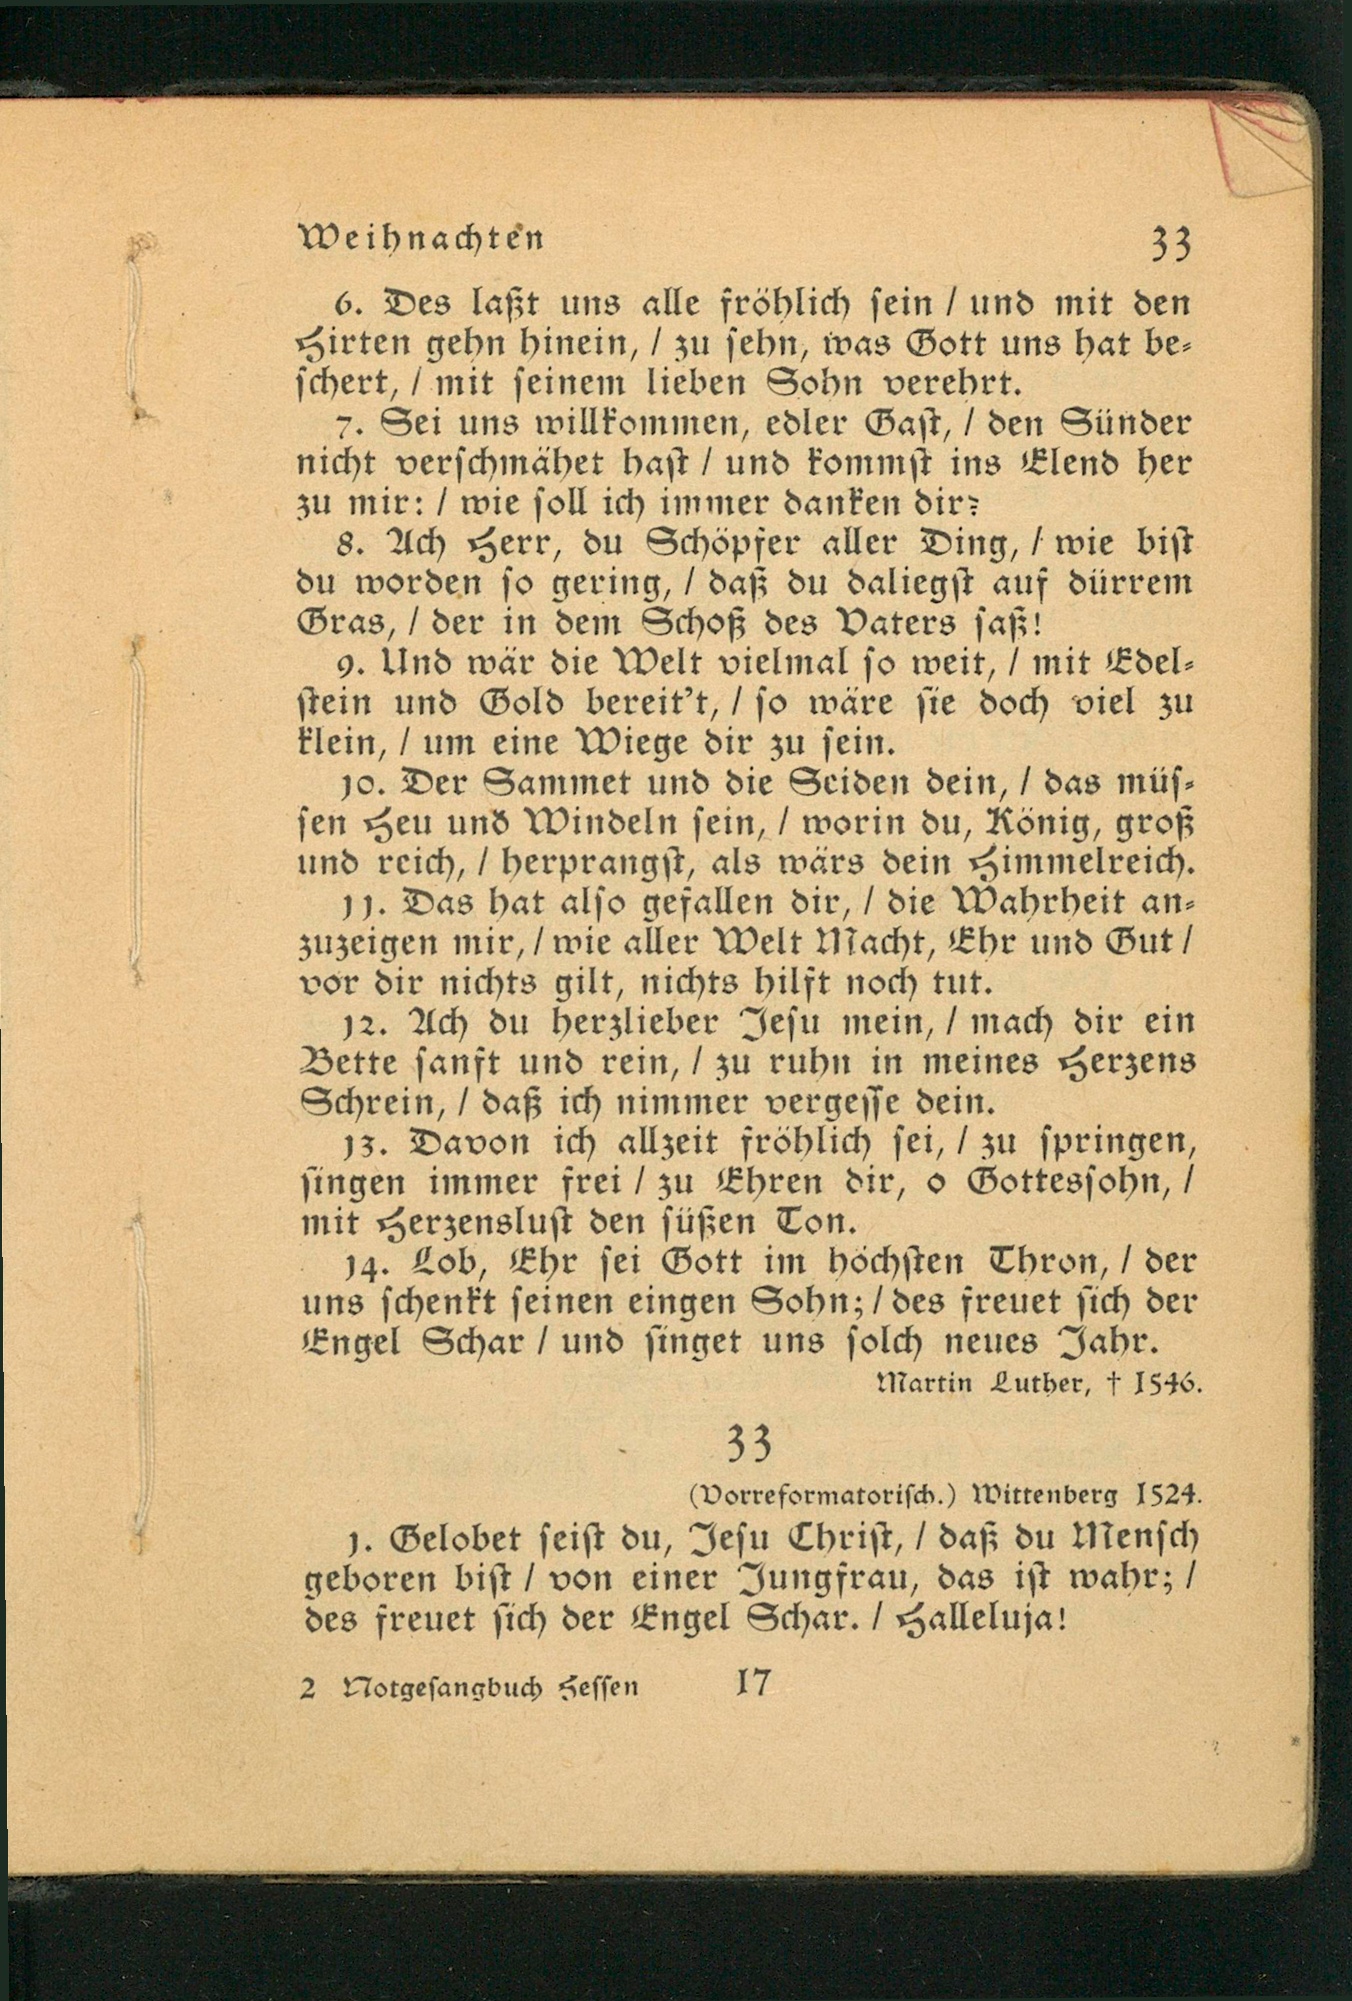 Weihnachten 33
6. Des laßt uns alle fröhlich sein / und mit den
Hirten gehn hinein, / zu sehn, was Gott uns hat be-
schert, / mit seinem lieben Sohn verehrt.
7. Sei uns willkommen, edler Gast, / den Sünder
nicht verschmähet hast / und kommst ins Elend her
zu mir: / wie soll ich immer danken dir?
8. Ach Herr, du Schöpfer aller Ding, / wie bist
du worden so gering, / daß du daliegst auf dürrem
Gras, / der in dem Schoß des Vaters saß!
9. Und wär die Welt vielmal so weit, / mit Edel-
stein und Gold bereit't, / so wäre sie doch viel zu
klein, / um eine Wiege dir zu sein.
10. Der Sammet und die Seiden dein, / das müs-
sen Heu und Windeln sein, / worin du, König, groß
und reich, / herprangst, als wärs dein Himmelreich.
11. Das hat also gefallen dir, / die Wahrheit an-
zuzeigen mir, / wie aller Welt Macht, Ehr und Gut /
vor dir nichts gilt, nichts hilft noch tut.
12. Ach du herzlieber Jesu mein, / mach dir ein
Bette sanft und rein, / zu ruhn in meines Herzens
Schrein, / daß ich nimmer vergesse dein.
13. Davon ich allzeit fröhlich sei, / zu springen,
singen immer frei / zu Ehren dir, o Gottessohn, /
mit Herzenslust den süßen Ton.
14. Lob, Ehr sei Gott im höchsten Thron, / der
uns schenkt seinen eingen Sohn; / des freuet sich der
Engel Schar / und singet uns solch neues Jahr.
Martin Luther, † 1546.
33
(Vorreformatorisch.) Wittenberg 1524.
1. Gelobet seist du, Jesu Christ, / daß du Mensch
geboren bist / von einer Jungfrau, das ist wahr; /
des freuet sich der Engel Schar. / Halleluja!
2 Notgesangbuch Hessen 17